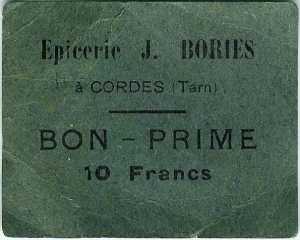 Epicerie J. BORIES
à CORDES (Tarn)
BON - PRIME
10 Francs